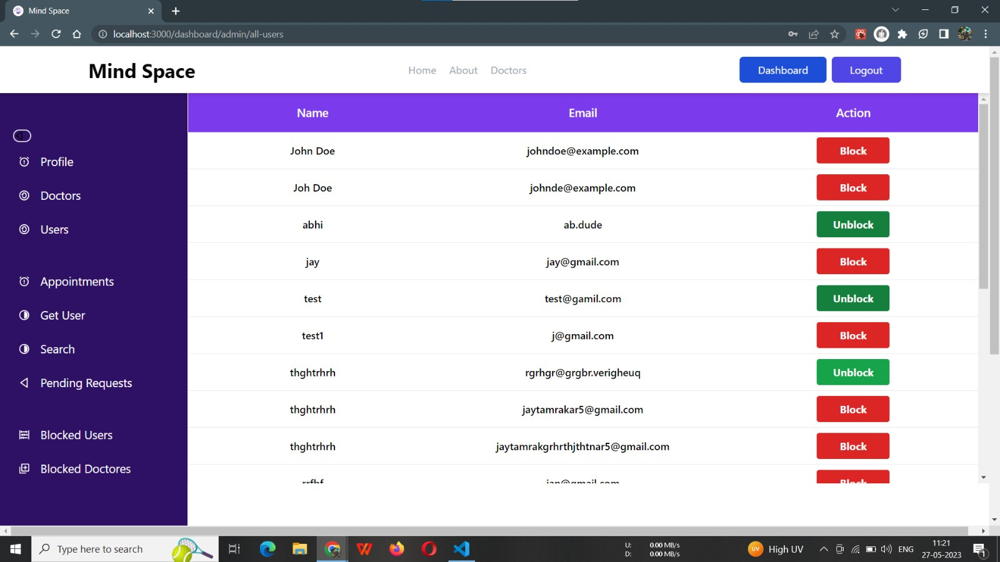 Mind Space
localhost:3000/dashboard/admin/all-users
Mind Space
Home About Doctors
Dashboard Logout
Name Email Action
Profile
Doctors
Users
Appointments
Get User
Search
Pending Requests
Blocked Users
Blocked Doctores
John Doe johndoe@example.com Block
Joh Doe johnde@example.com Block
abhi ab.dude Unblock
jay jay@gmail.com Block
test test@gamil.com Unblock
test1 j@gmail.com Block
thghtrhrh rgrhgr@grgbr.verigheuq Unblock
thghtrhrh jaytamrakar5@gmail.com Block
thghtrhrh jaytamrakgrhrthjthtnar5@gmail.com Block
Block
Type here to search
U: 0.00 MB/s
D: 0.00 MB/s
UV High UV
ENG
11:21
27-05-2023
1